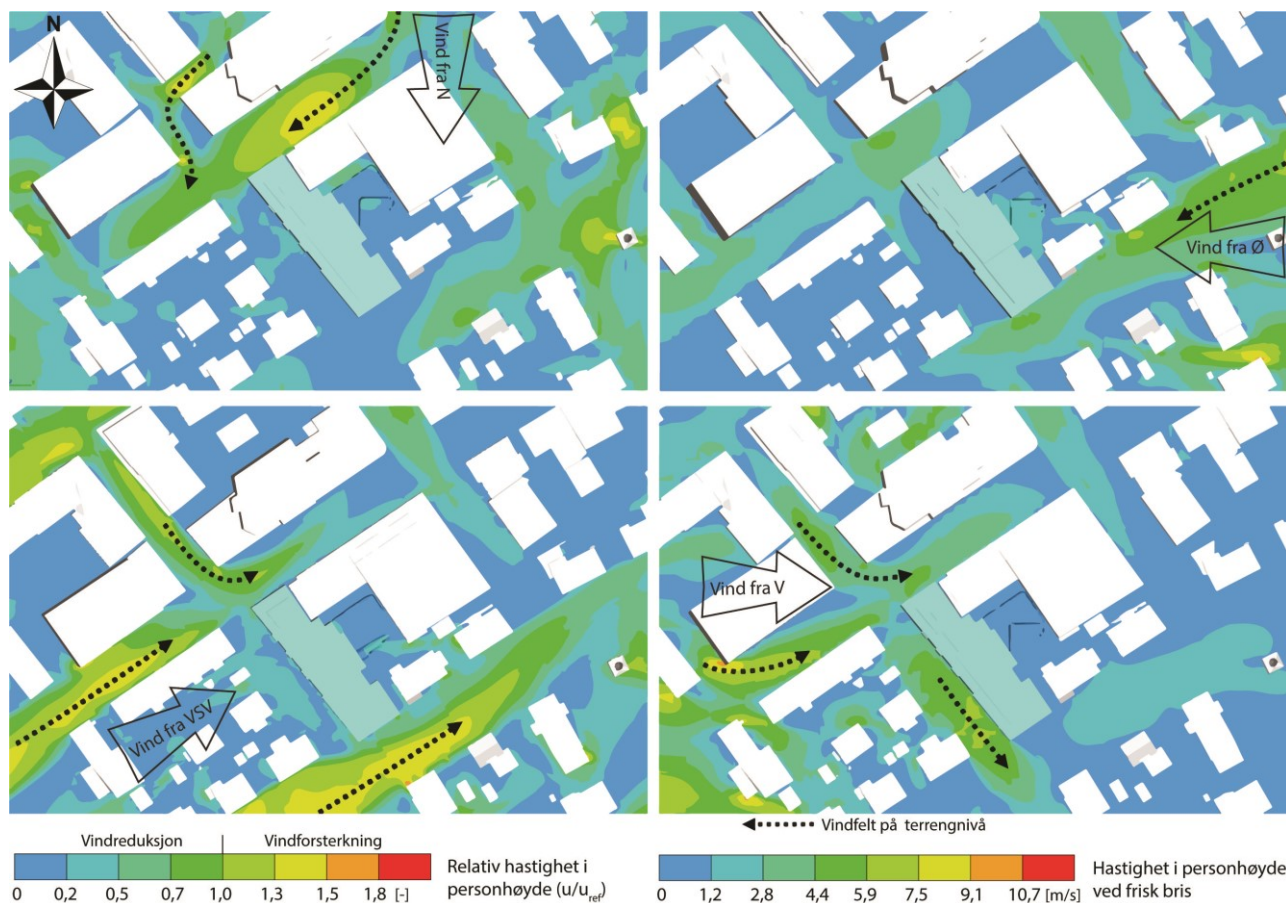 N
Vind fra N
Vind fra Ø
Vind fra VSV
Vind fra V
Vindreduksjon | Vindforsterkning
0 0,2 0,5 0,7 1,0 1,3 1,5 1,8 [-]
Relativ hastighet i
personhøyde (u/u_ref)
Vindfelt på terrengnivå
0 1,2 2,8 4,4 5,9 7,5 9,1 10,7 [m/s]
Hastighet i personhøyde
ved frisk bris